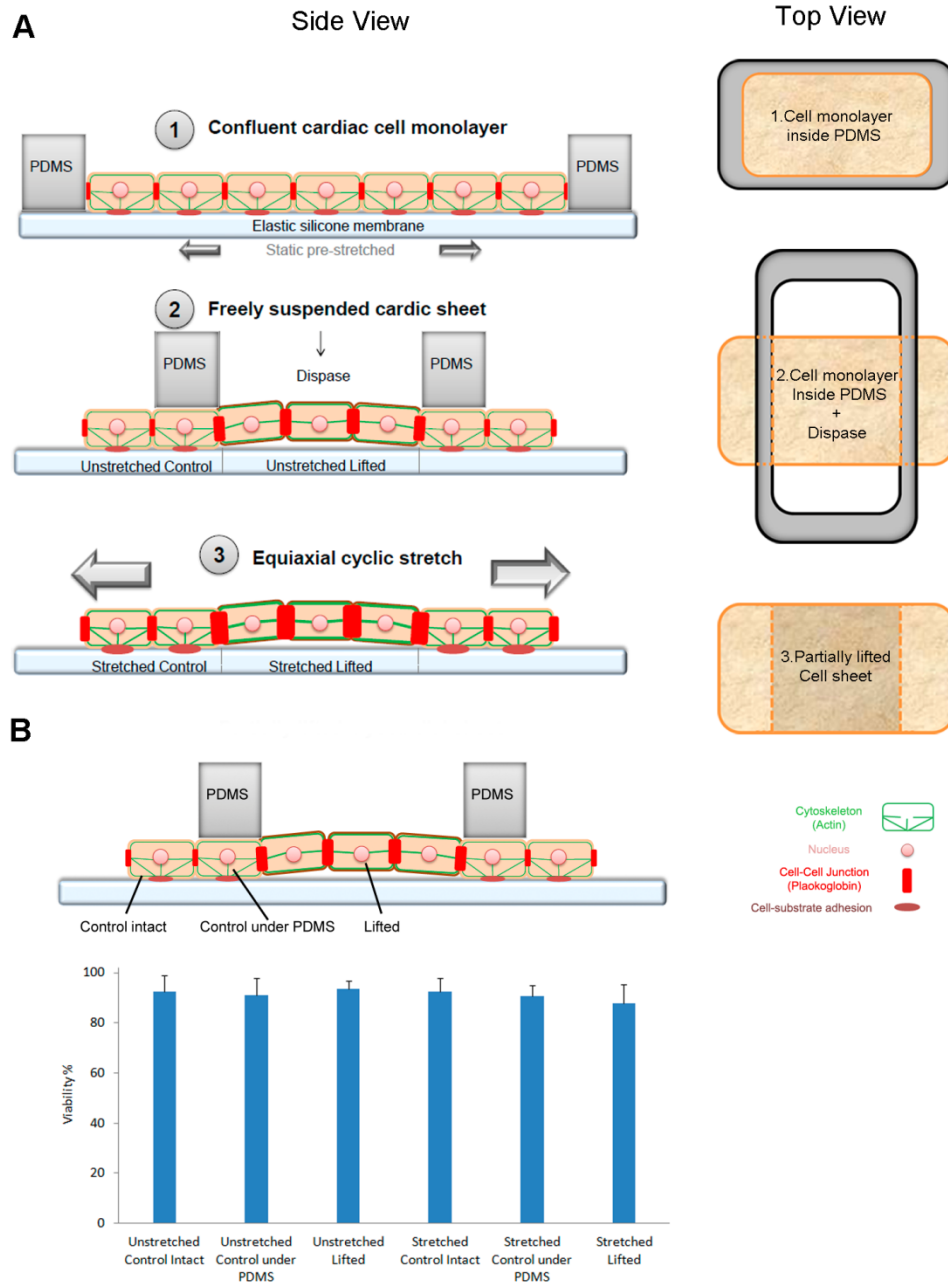 A
Side View
Top View
1 Confluent cardiac cell monolayer
PDMS
PDMS
Elastic silicone membrane
Static pre-stretched
1.Cell monolayer
inside PDMS
2 Freely suspended cardic sheet
PDMS
Dispase
PDMS
Unstretched Control
Unstretched Lifted
2.Cell monolayer
Inside PDMS
+
Dispase
3 Equiaxial cyclic stretch
Stretched Control
Stretched Lifted
3.Partially lifted
Cell sheet
B
PDMS
PDMS
Control intact
Control under PDMS
Lifted
Cytoskeleton
(Actin)
Nucleus
Cell-Cell Junction
(Plaokoglobin)
Cell-substrate adhesion
Viability%
100
80
60
40
20
0
Unstretched
Control Intact
Unstretched
Control under
PDMS
Unstretched
Lifted
Stretched
Control Intact
Stretched
Control under
PDMS
Stretched
Lifted